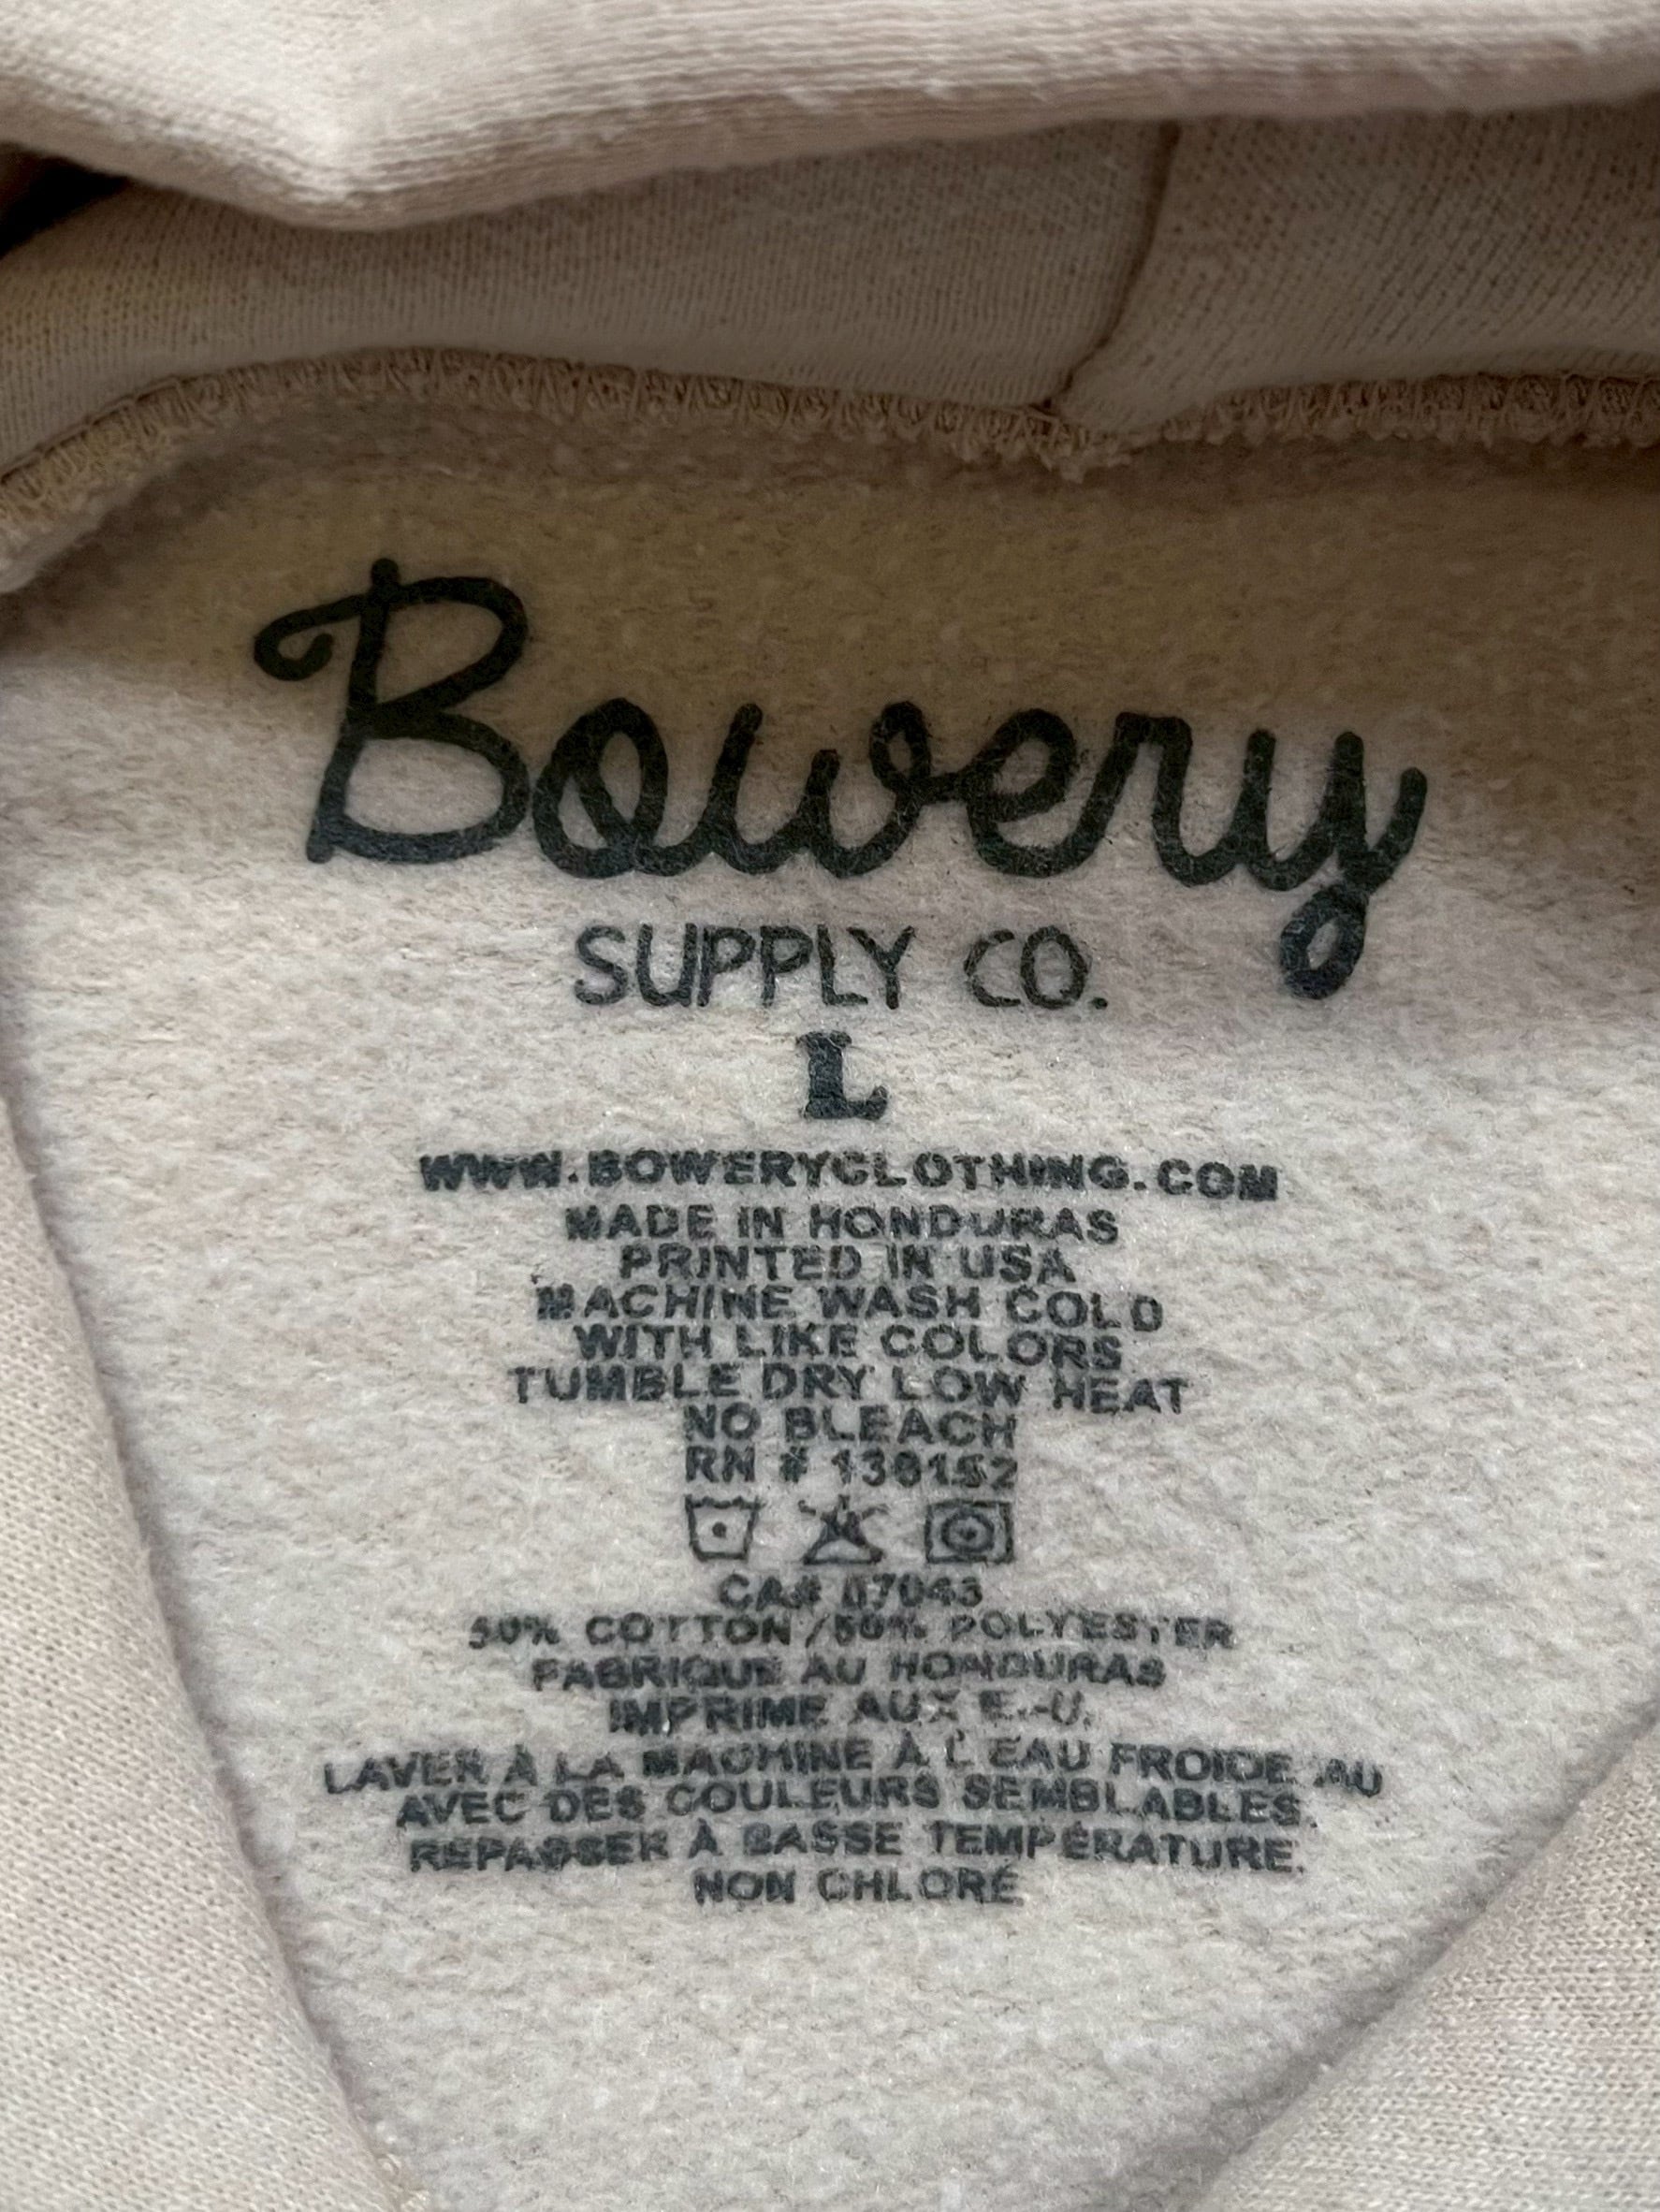 Bowery
SUPPLY CO.
L
WWW.BOWERYCLOTHING.COM
MADE IN HONDURAS
PRINTED IN USA
MACHINE WASH COLD
WITH LIKE COLORS
TUMBLE DRY LOW HEAT
NO BLEACH
RN #
CA# 07043
50% COTTON /50% POLYESTER
FABRIQUE AU HONDURAS
IMPRIME AUX E.-U.
LAVER À LA MACHINE À L'EAU FROIDE AU
AVEC DES COULEURS SEMBLABLES.
REPASSER À BASSE TEMPÉRATURE.
NON CHLORÉ